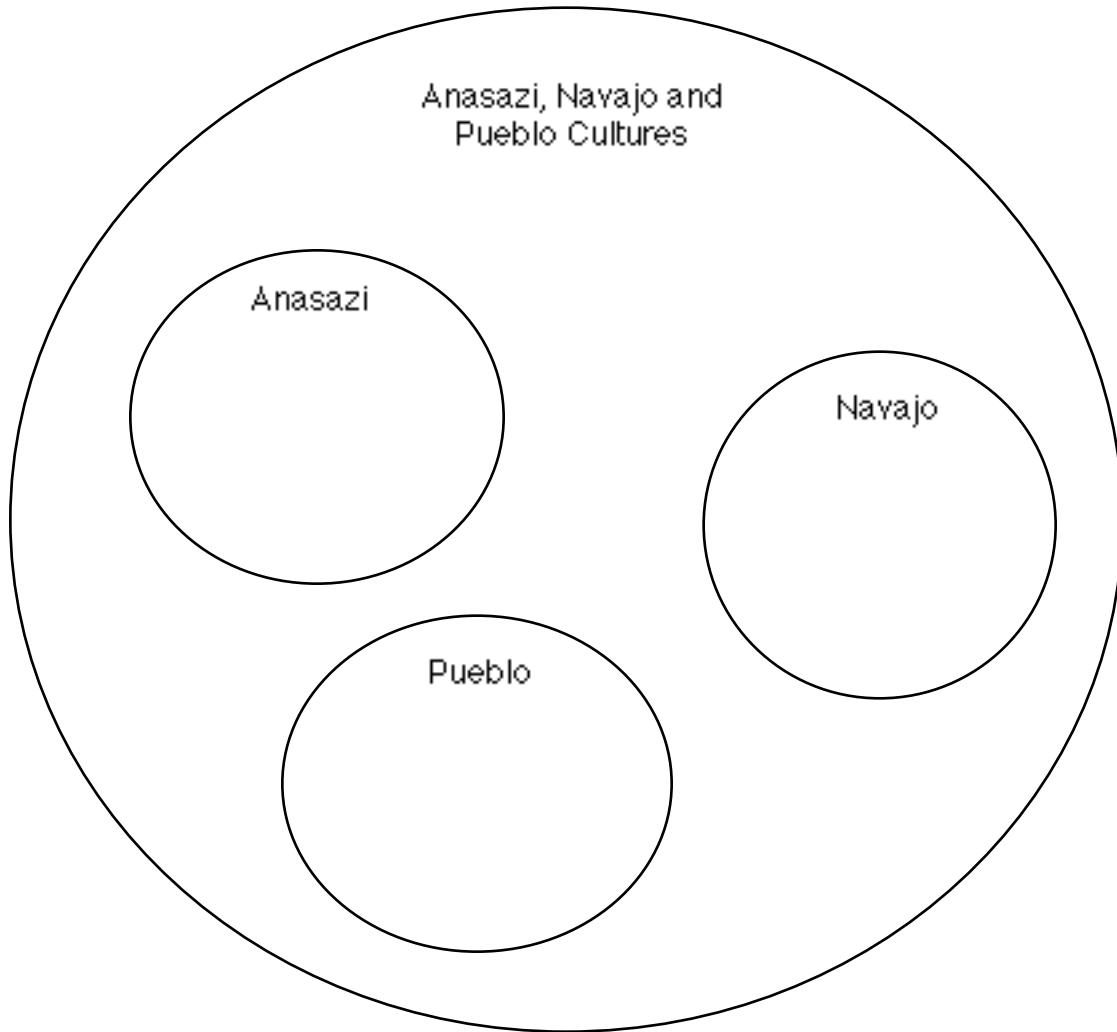 Anasazi, Navajo and
Pueblo Cultures
Anasazi
Navajo
Pueblo